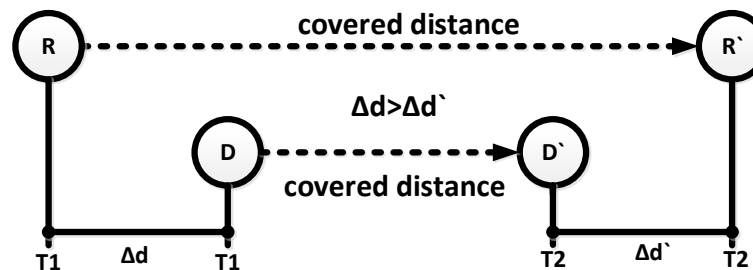 covered distance
R
R`
Δd>Δd`
D
D`
covered distance
T1 Δd T1 T2 Δd` T2